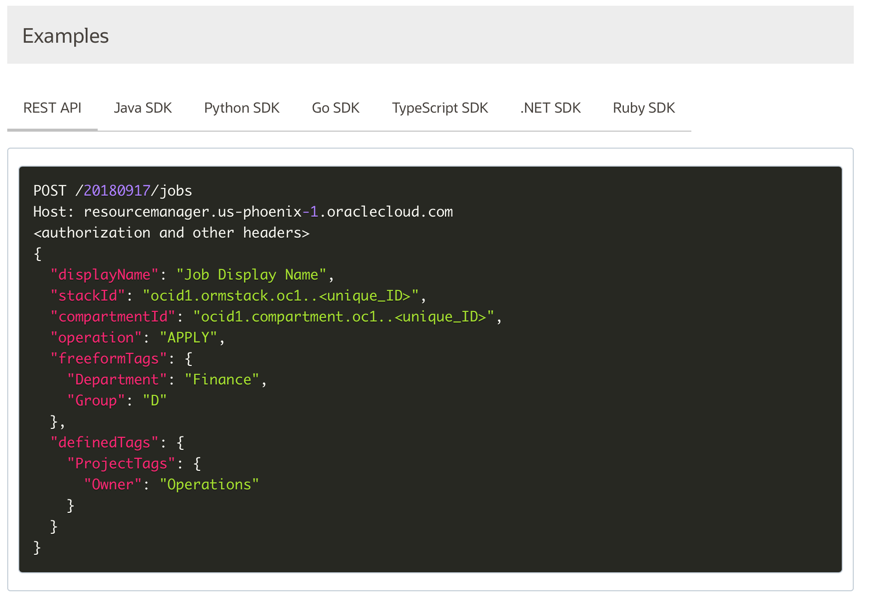 Examples
REST API Java SDK Python SDK Go SDK TypeScript SDK .NET SDK Ruby SDK
POST /20180917/jobs
Host: resourcemanager.us-phoenix-1.oraclecloud.com
<authorization and other headers>
{
  "displayName": "Job Display Name",
  "stackId": "ocid1.ormstack.oc1..<unique_ID>",
  "compartmentId": "ocid1.compartment.oc1..<unique_ID>",
  "operation": "APPLY",
  "freeformTags": {
    "Department": "Finance",
    "Group": "D"
  },
  "definedTags": {
    "ProjectTags": {
      "Owner": "Operations"
    }
  }
}